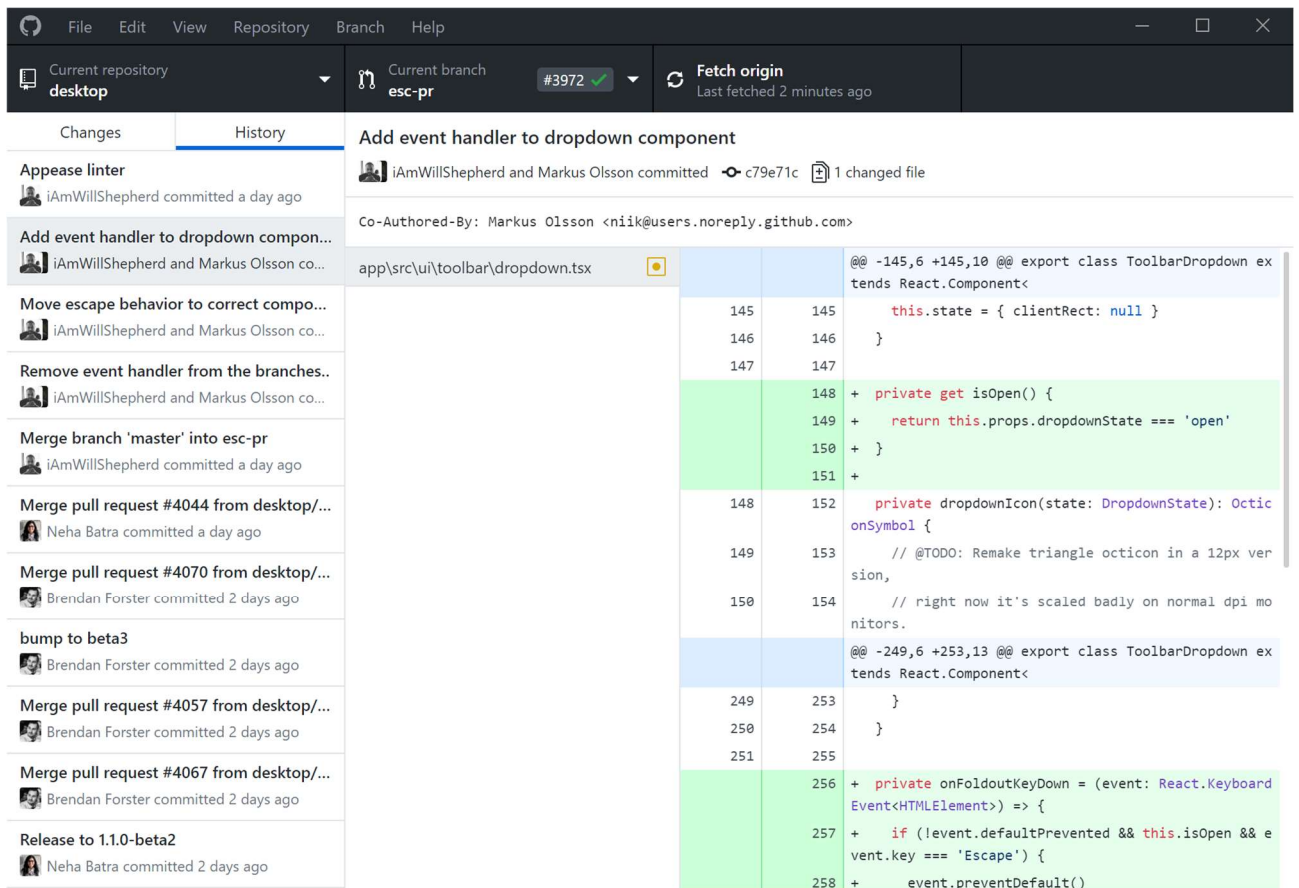 File Edit View Repository Branch Help
Current repository
desktop
Current branch
esc-pr
#3972
Fetch origin
Last fetched 2 minutes ago
Changes History
Appease linter
iAmWillShepherd committed a day ago
Add event handler to dropdown compon...
iAmWillShepherd and Markus Olsson co...
Move escape behavior to correct compo...
iAmWillShepherd and Markus Olsson co...
Remove event handler from the branches..
iAmWillShepherd and Markus Olsson co...
Merge branch 'master' into esc-pr
iAmWillShepherd committed a day ago
Merge pull request #4044 from desktop/...
Neha Batra committed a day ago
Merge pull request #4070 from desktop/...
Brendan Forster committed 2 days ago
bump to beta3
Brendan Forster committed 2 days ago
Merge pull request #4057 from desktop/...
Brendan Forster committed 2 days ago
Merge pull request #4067 from desktop/...
Brendan Forster committed 2 days ago
Release to 1.1.0-beta2
Neha Batra committed 2 days ago
Add event handler to dropdown component
iAmWillShepherd and Markus Olsson committed c79e71c 1 changed file
Co-Authored-By: Markus Olsson <niik@users.noreply.github.com>
app\src\ui\toolbar\dropdown.tsx
@@ -145,6 +145,10 @@ export class ToolbarDropdown ex
tends React.Component<
145 145 this.state = { clientRect: null }
146 146 }
147 147
148 + private get isOpen() {
149 + return this.props.dropdownState === 'open'
150 + }
151 +
148 152 private dropdownIcon(state: DropdownState): Octic
onSymbol {
149 153 // @TODO: Remake triangle octicon in a 12px ver
sion,
150 154 // right now it's scaled badly on normal dpi mo
nitors.
@@ -249,6 +253,13 @@ export class ToolbarDropdown ex
tends React.Component<
249 253 }
250 254 }
251 255
256 + private onFoldoutKeyDown = (event: React.Keyboard
Event<HTMLElement>) => {
257 + if (!event.defaultPrevented && this.isOpen && e
vent.key === 'Escape') {
258 + event.preventDefault()